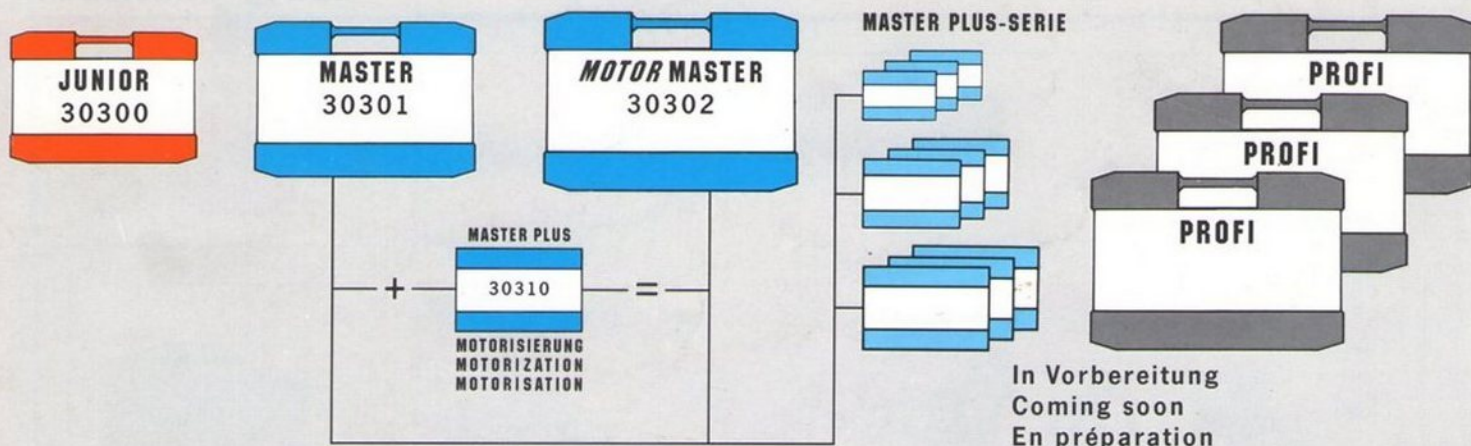 JUNIOR
30300
MASTER
30301
MOTOR MASTER
30302
MASTER PLUS-SERIE
PROFI
PROFI
PROFI
+
MASTER PLUS
30310
=
MOTORISIERUNG
MOTORIZATION
MOTORISATION
In Vorbereitung
Coming soon
En préparation